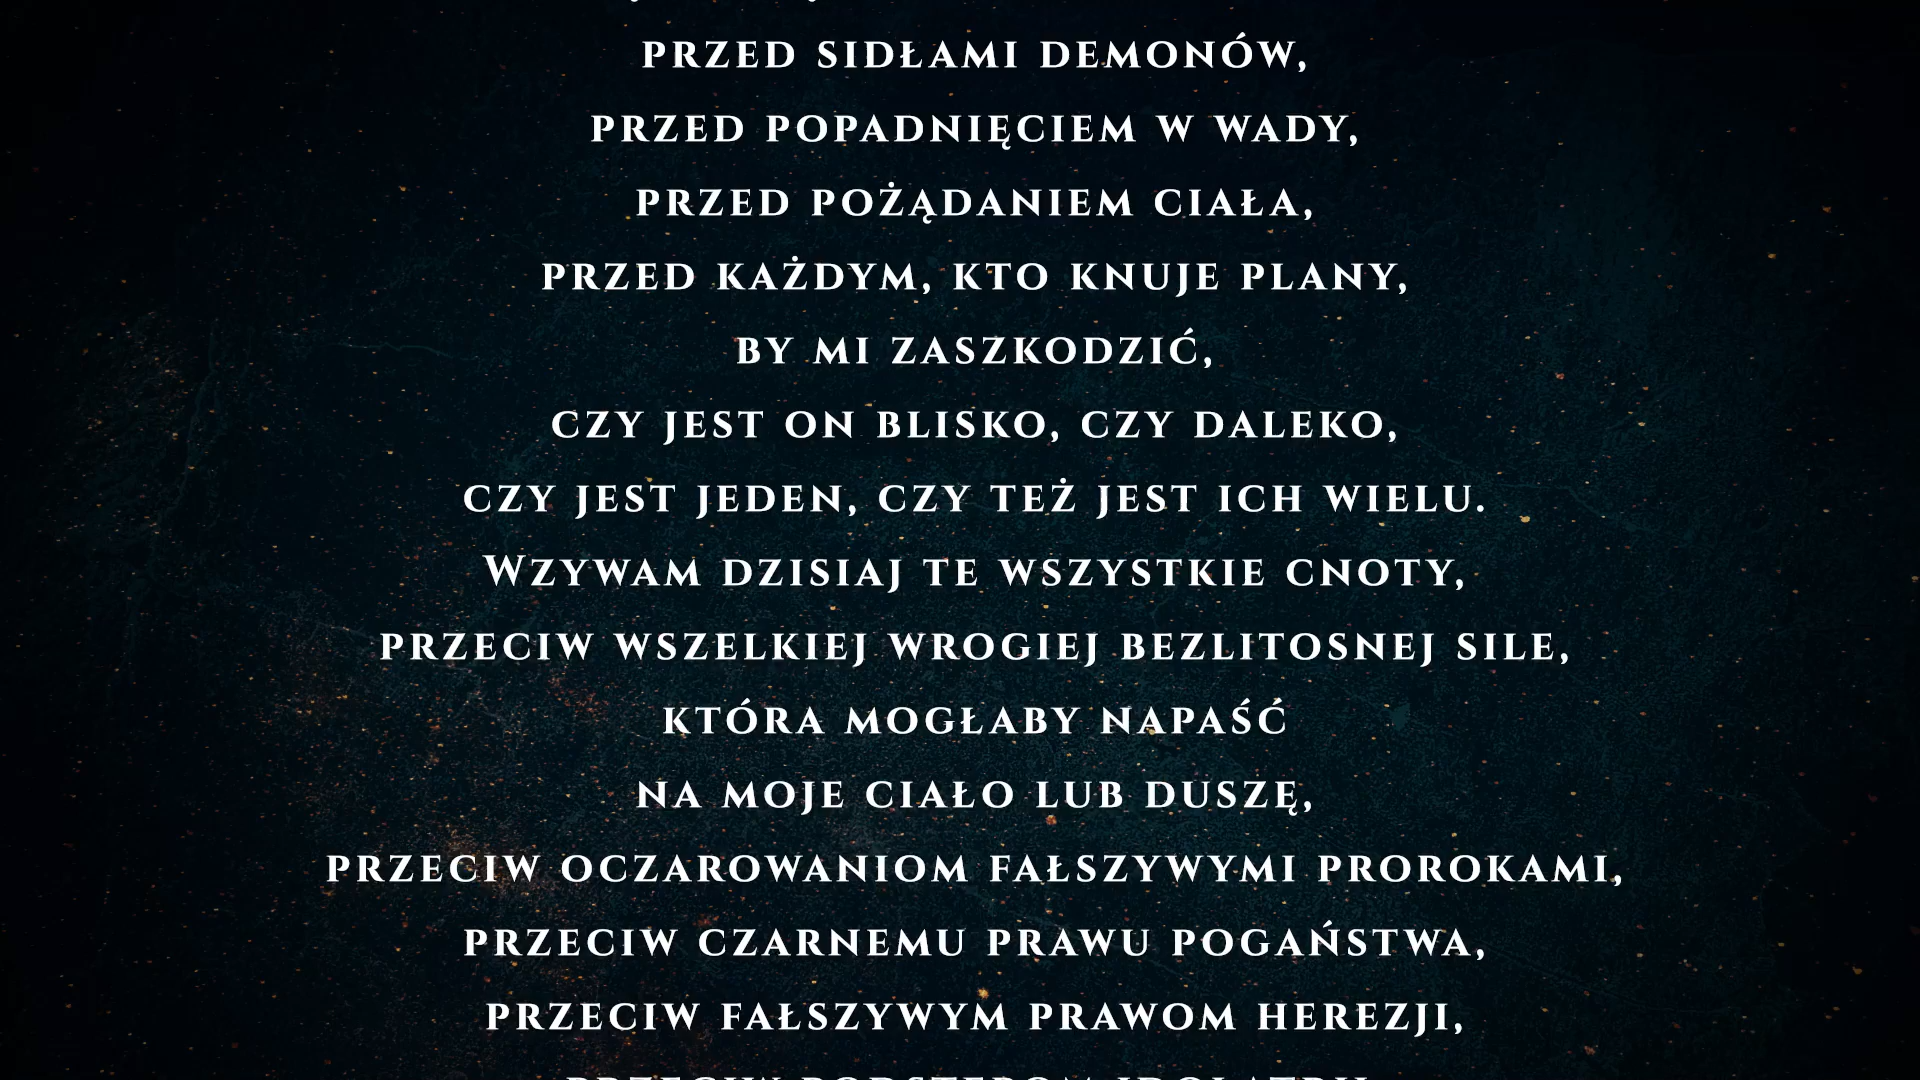 PRZED SIDŁAMI DEMONÓW,
PRZED POPADNIĘCIEM W WADY,
PRZED POŻĄDANIEM CIAŁA,
PRZED KAŻDYM, KTO KNUJE PLANY,
BY MI ZASZKODZIĆ,
CZY JEST ON BLISKO, CZY DALEKO,
CZY JEST JEDEN, CZY TEŻ JEST ICH WIELU.
WZYWAM DZISIAJ TE WSZYSTKIE CNOTY,
PRZECIW WSZELKIEJ WROGIEJ BEZLITOSNEJ SILE,
KTÓRA MOGŁABY NAPAŚĆ
NA MOJE CIAŁO LUB DUSZĘ,
PRZECIW OCZAROWANIOM FAŁSZYWYMI PROROKAMI,
PRZECIW CZARNEMU PRAWU POGAŃSTWA,
PRZECIW FAŁSZYWYM PRAWOM HEREZJI,